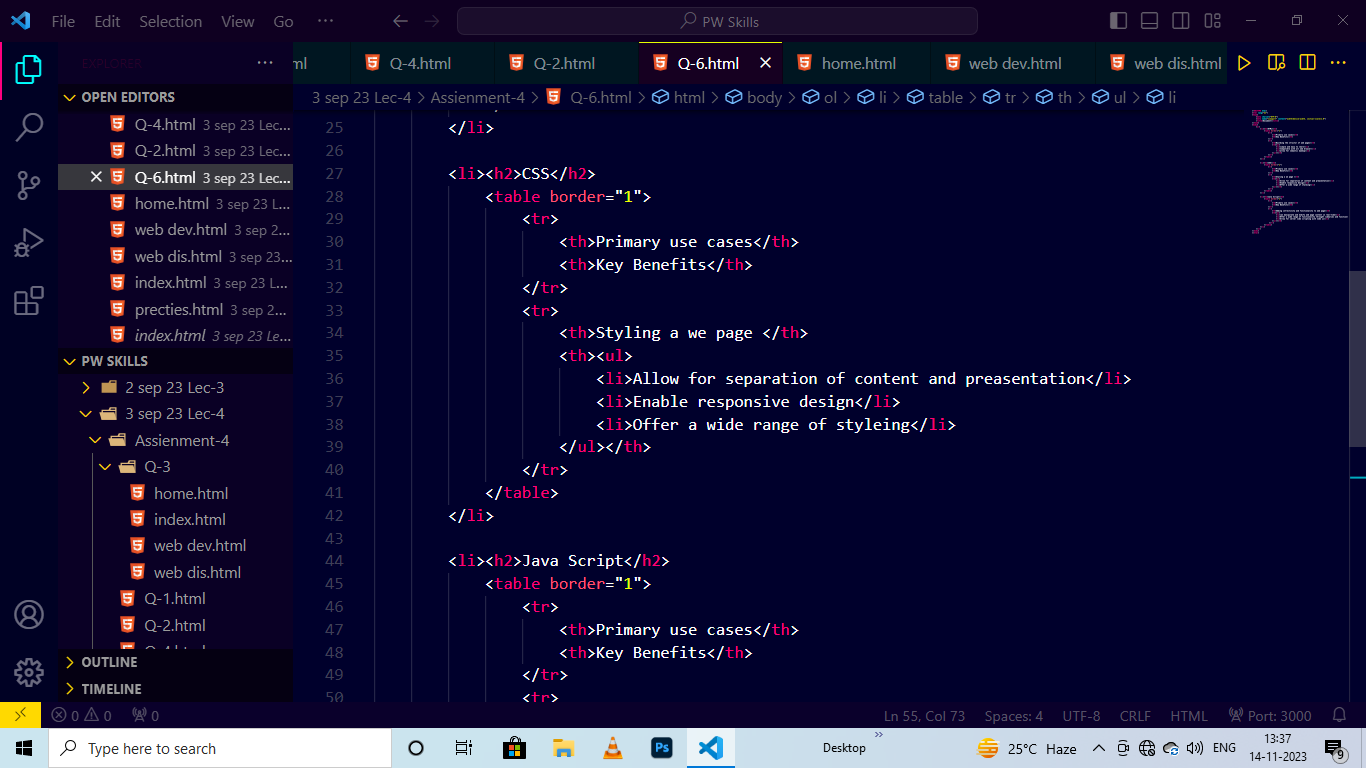 File Edit Selection View Go ··· PW Skills
EXPLORER ···
Q-4.html Q-2.html Q-6.html home.html web dev.html web dis.html
3 sep 23 Lec-4 > Assienment-4 > Q-6.html > html > body > ol > li > table > tr > th > ul > li
OPEN EDITORS
Q-4.html 3 sep 23 Lec...
Q-2.html 3 sep 23 Lec...
Q-6.html 3 sep 23 Lec...
home.html 3 sep 23 L...
web dev.html 3 sep 2...
web dis.html 3 sep 23...
index.html 3 sep 23 L...
precties.html 3 sep 2...
index.html 3 sep 23 Le...
PW SKILLS
2 sep 23 Lec-3
3 sep 23 Lec-4
Assienment-4
Q-3
home.html
index.html
web dev.html
web dis.html
Q-1.html
Q-2.html
OUTLINE
TIMELINE
25 </li>
26
27 <li><h2>CSS</h2>
28 <table border="1">
29 <tr>
30 <th>Primary use cases</th>
31 <th>Key Benefits</th>
32 </tr>
33 <tr>
34 <th>Styling a we page </th>
35 <th><ul>
36 <li>Allow for separation of content and preasentation</li>
37 <li>Enable responsive design</li>
38 <li>Offer a wide range of styleing</li>
39 </ul></th>
40 </tr>
41 </table>
42 </li>
43
44 <li><h2>Java Script</h2>
45 <table border="1">
46 <tr>
47 <th>Primary use cases</th>
48 <th>Key Benefits</th>
49 </tr>
50 <tr>
0 0 0 Ln 55, Col 73 Spaces: 4 UTF-8 CRLF HTML Port: 3000
Type here to search Ps Desktop » 25°C Haze ENG 13:37
14-11-2023 9